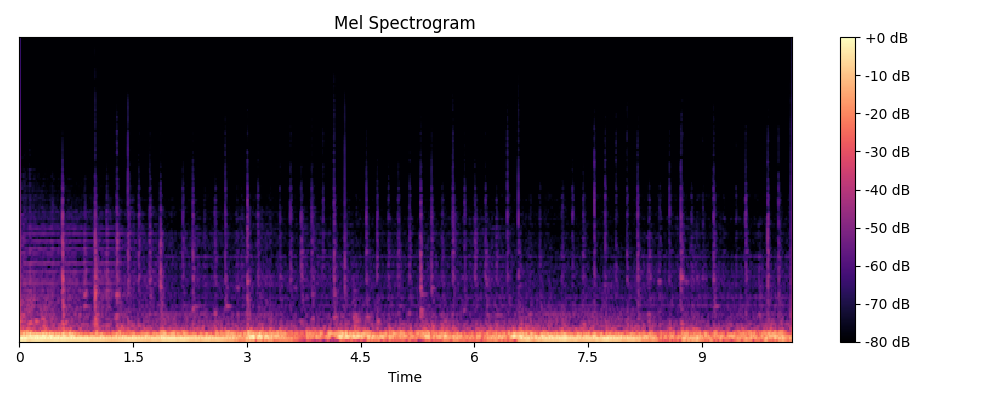 Mel Spectrogram
+0 dB
-10 dB
-20 dB
-30 dB
-40 dB
-50 dB
-60 dB
-70 dB
-80 dB
0 1.5 3 4.5 6 7.5 9
Time